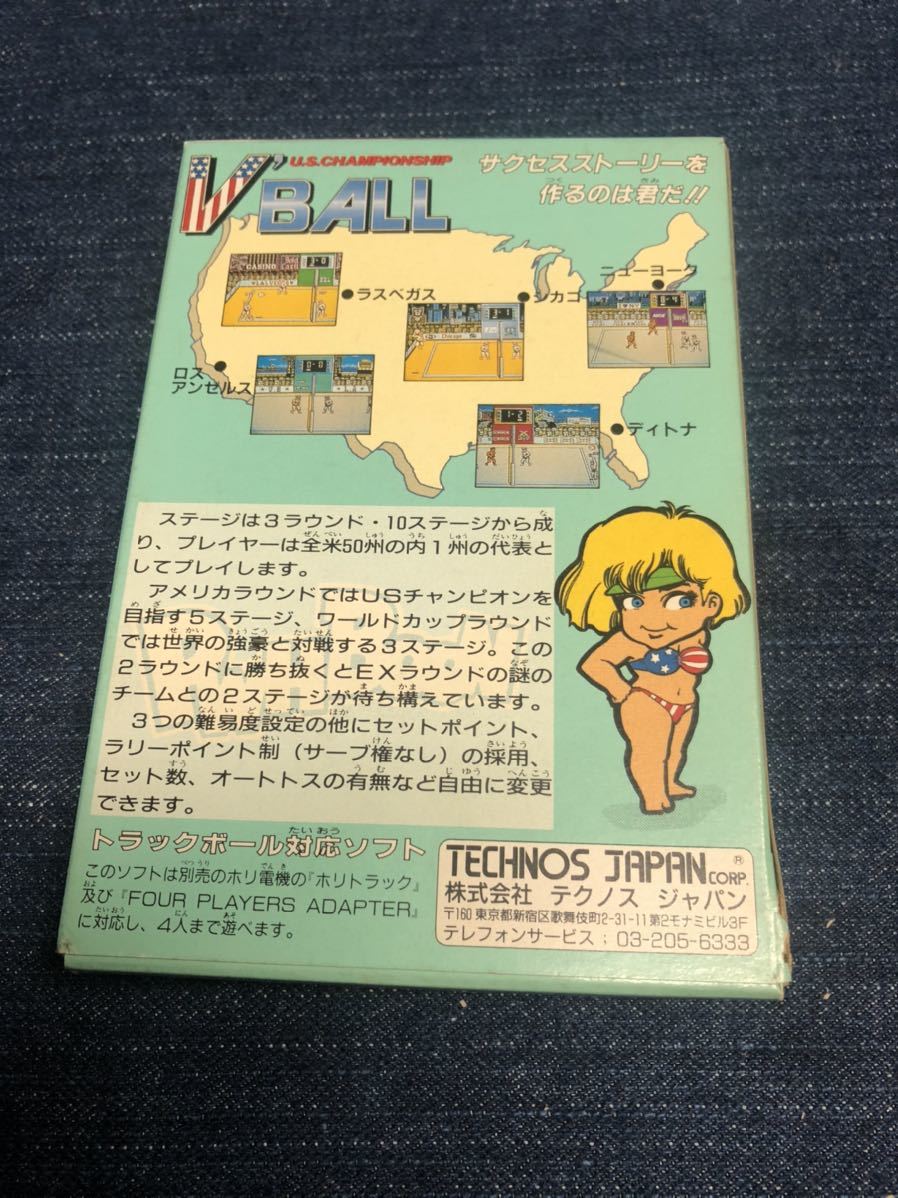 U.S. CHAMPIONSHIP
V'BALL
サクセスストーリーを
作るのは君だ!!
ニューヨーク
ラスベガス
シカゴ
ロス
アンゼルス
ディトナ
CASINO
3-0
Chicago
0-0
1-2
ステージは3ラウンド・10ステージから成
り、プレイヤーは全米50州の内1州の代表と
してプレイします。
アメリカラウンドではUSチャンピオンを
目指す5ステージ、ワールドカップラウンド
では世界の強豪と対戦する3ステージ。この
2ラウンドに勝ち抜くとEXラウンドの謎の
チームとの2ステージが待ち構えています。
3つの難易度設定の他にセットポイント、
ラリーポイント制（サーブ権なし）の採用、
セット数、オートトスの有無など自由に変更
できます。
トラックボール対応ソフト
このソフトは別売のホリ電機の『ホリトラック』
及び『FOUR PLAYERS ADAPTER』
に対応し、4人まで遊べます。
TECHNOS JAPAN CORP.®
株式会社 テクノス ジャパン
〒160 東京都新宿区歌舞伎町2-31-11 第2モナミビル3F
テレフォンサービス；03-205-6333